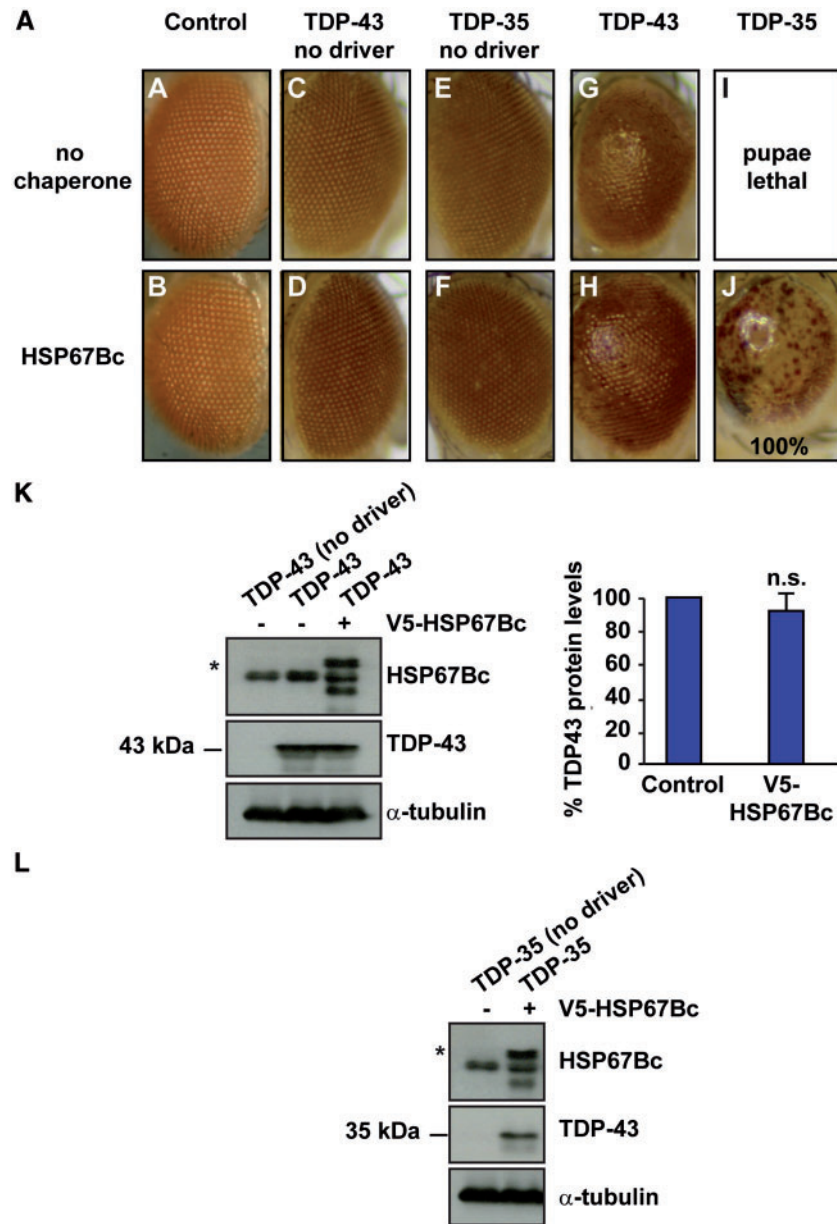 A
Control
TDP-43
no driver
TDP-35
no driver
TDP-43
TDP-35
no
chaperone
A
C
E
G
I
pupae
lethal
HSP67Bc
B
D
F
H
J
100%
K
TDP-43 (no driver)
TDP-43
TDP-43
- - + V5-HSP67Bc
* HSP67Bc
43 kDa TDP-43
α-tubulin
% TDP43 protein levels
100
80
60
40
20
0
n.s.
Control
V5-
HSP67Bc
L
TDP-35 (no driver)
TDP-35
- + V5-HSP67Bc
* HSP67Bc
35 kDa TDP-43
α-tubulin